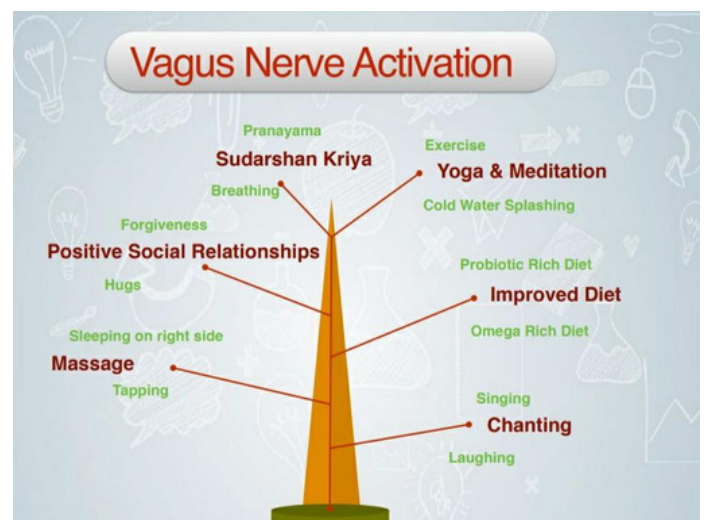 Vagus Nerve Activation
Pranayama
Sudarshan Kriya
Breathing
Exercise
Yoga & Meditation
Cold Water Splashing
Forgiveness
Positive Social Relationships
Hugs
Probiotic Rich Diet
Improved Diet
Omega Rich Diet
Sleeping on right side
Massage
Tapping
Singing
Chanting
Laughing